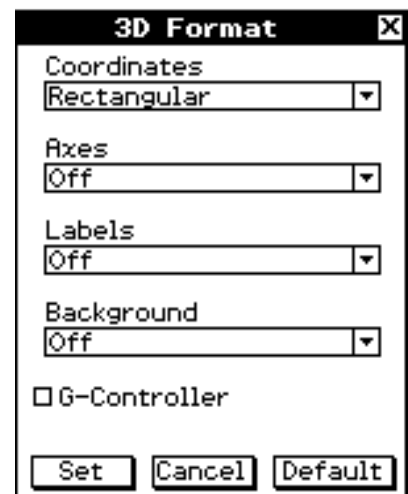 3D Format
Coordinates
Rectangular
Axes
Off
Labels
Off
Background
Off
G-Controller
Set Cancel Default